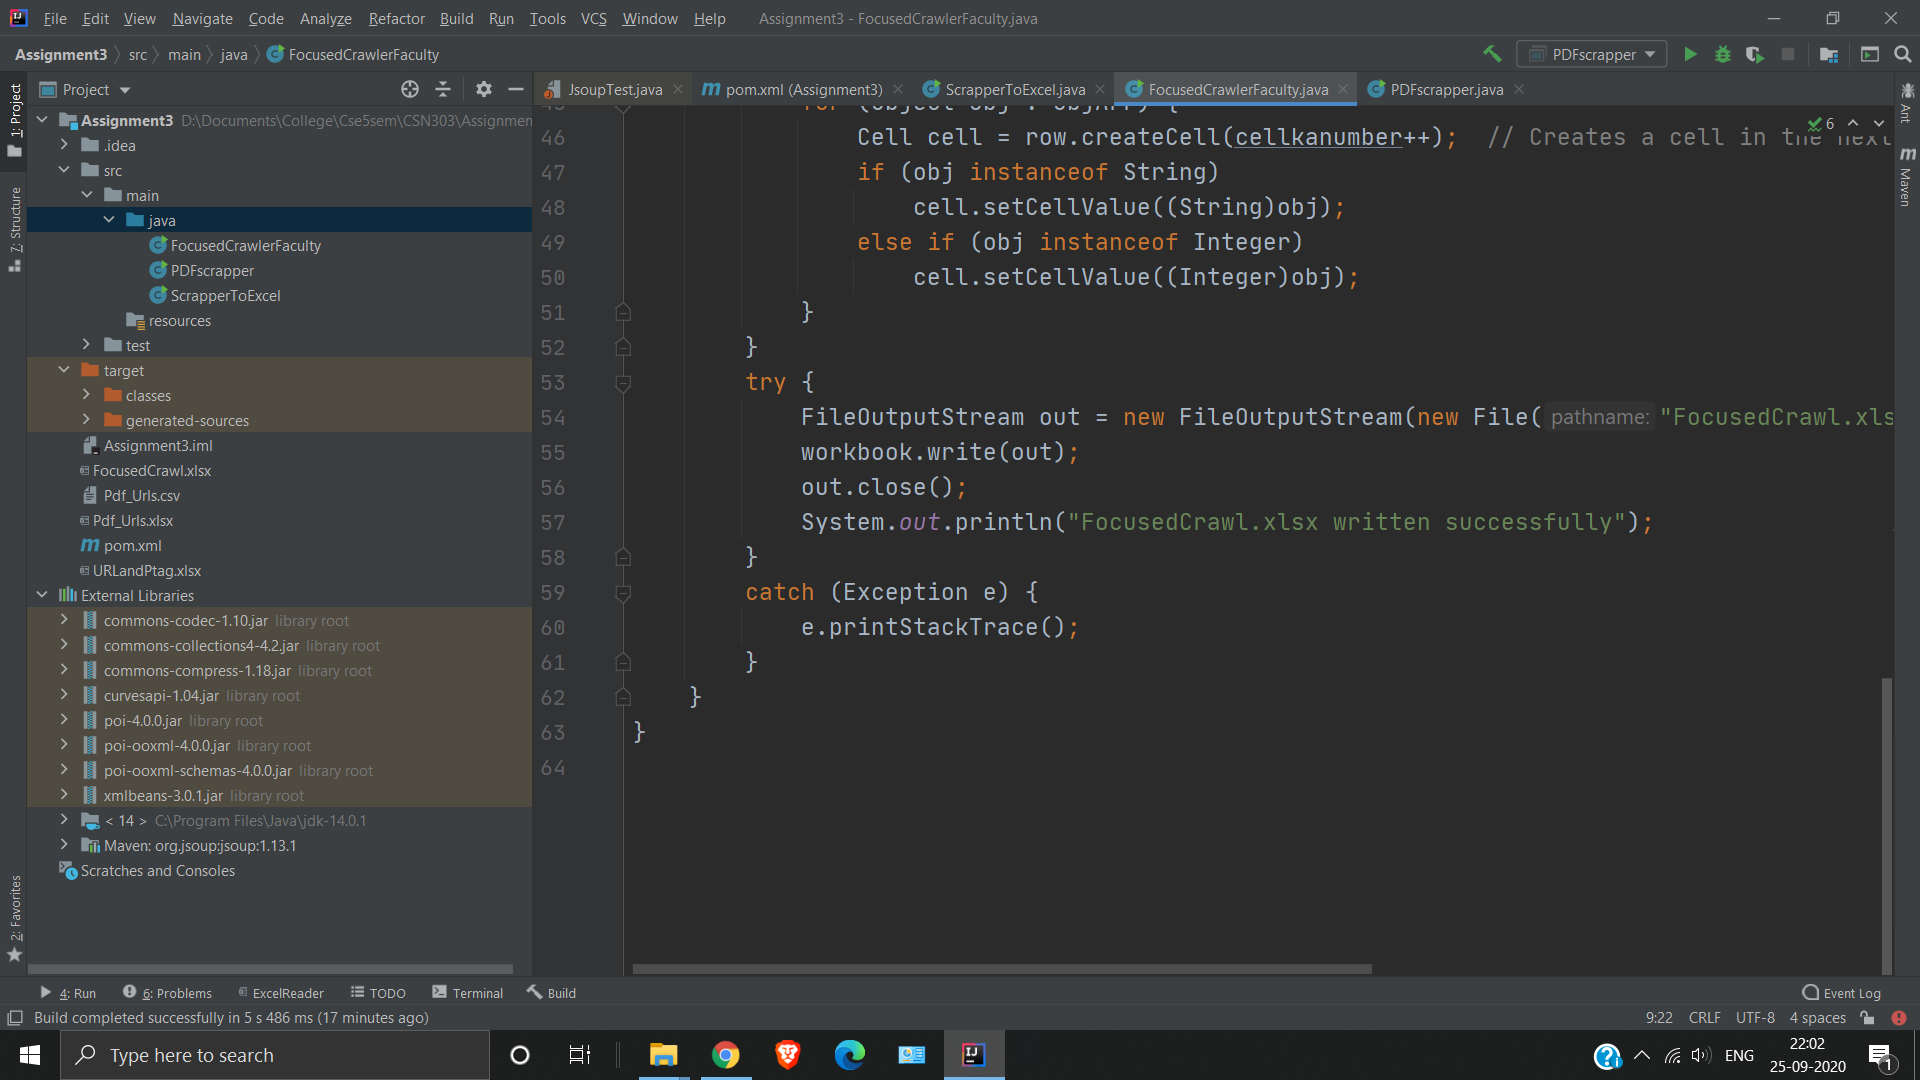 File Edit View Navigate Code Analyze Refactor Build Run Tools VCS Window Help Assignment3 - FocusedCrawlerFaculty.java
Assignment3 src main java FocusedCrawlerFaculty PDFscrapper
Project JsoupTest.java pom.xml (Assignment3) ScrapperToExcel.java FocusedCrawlerFaculty.java PDFscrapper.java
1: Project
7: Structure
2: Favorites
Ant
Maven
Assignment3 D:\Documents\College\Cse5sem\CSN303\Assignmen
.idea
src
main
java
FocusedCrawlerFaculty
PDFscrapper
ScrapperToExcel
resources
test
target
classes
generated-sources
Assignment3.iml
FocusedCrawl.xlsx
Pdf_Urls.csv
Pdf_Urls.xlsx
pom.xml
URLandPtag.xlsx
External Libraries
commons-codec-1.10.jar library root
commons-collections4-4.2.jar library root
commons-compress-1.18.jar library root
curvesapi-1.04.jar library root
poi-4.0.0.jar library root
poi-ooxml-4.0.0.jar library root
poi-ooxml-schemas-4.0.0.jar library root
xmlbeans-3.0.1.jar library root
< 14 > C:\Program Files\Java\jdk-14.0.1
Maven: org.jsoup:jsoup:1.13.1
Scratches and Consoles
6
46 Cell cell = row.createCell(cellkanumber++); // Creates a cell in the next
47 if (obj instanceof String)
48 cell.setCellValue((String)obj);
49 else if (obj instanceof Integer)
50 cell.setCellValue((Integer)obj);
51 }
52 }
53 try {
54 FileOutputStream out = new FileOutputStream(new File( pathname: "FocusedCrawl.xls
55 workbook.write(out);
56 out.close();
57 System.out.println("FocusedCrawl.xlsx written successfully");
58 }
59 catch (Exception e) {
60 e.printStackTrace();
61 }
62 }
63 }
64
4: Run 6: Problems ExcelReader TODO Terminal Build Event Log
Build completed successfully in 5 s 486 ms (17 minutes ago) 9:22 CRLF UTF-8 4 spaces
Type here to search ENG 22:02
25-09-2020 1